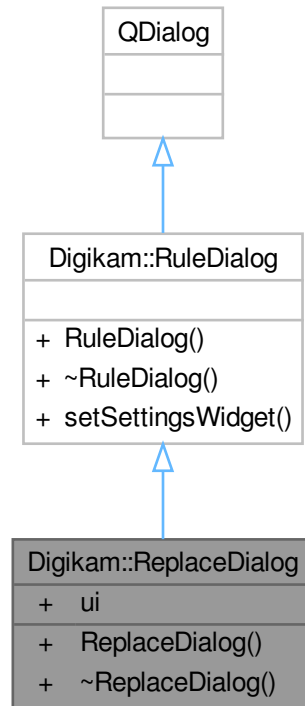 QDialog
Digikam::RuleDialog
+ RuleDialog()
+ ~RuleDialog()
+ setSettingsWidget()
Digikam::ReplaceDialog
+ ui
+ ReplaceDialog()
+ ~ReplaceDialog()